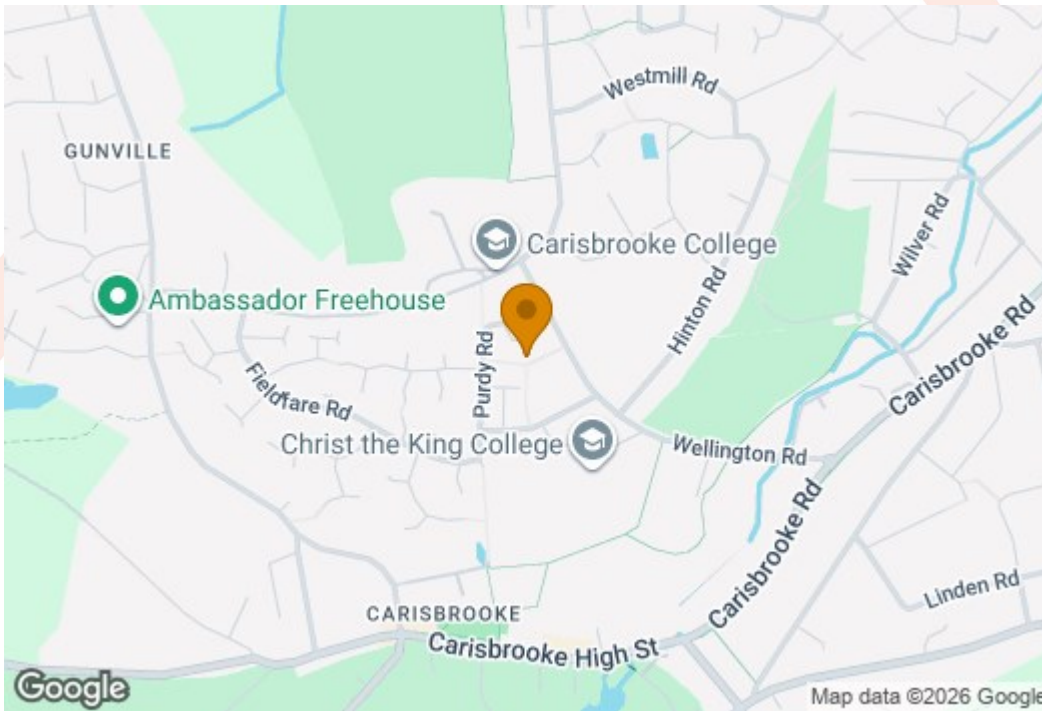 Westmill Rd
GUNVILLE
Wilver Rd
Carisbrooke College
Hinton Rd
Ambassador Freehouse
Carisbrooke Rd
Purdy Rd
Fieldfare Rd
Christ the King College
Wellington Rd
Carisbrooke Rd
Linden Rd
CARISBROOKE
Carisbrooke High St
Google
Map data ©2026 Google